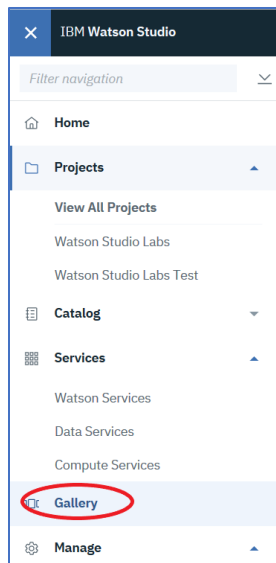 IBM Watson Studio
Filter navigation
Home
Projects
View All Projects
Watson Studio Labs
Watson Studio Labs Test
Catalog
Services
Watson Services
Data Services
Compute Services
Gallery
Manage